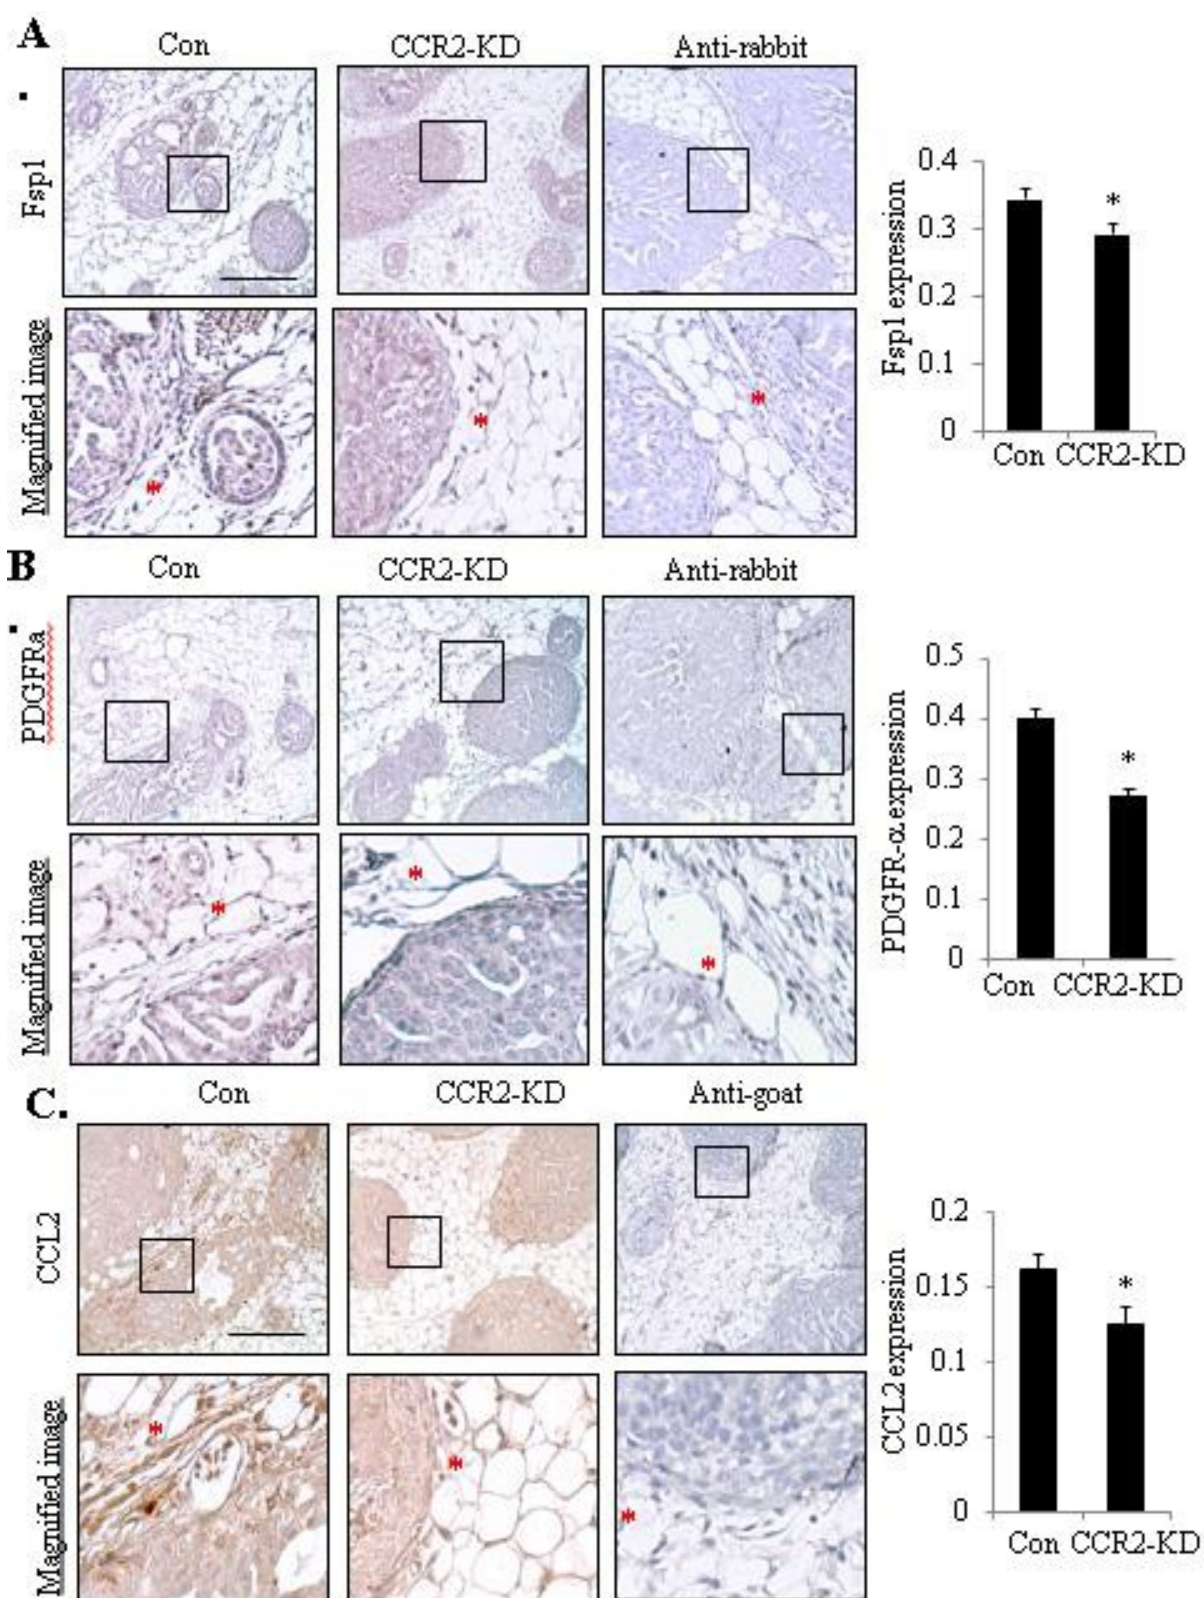 A
.
Con CCR2-KD Anti-rabbit
Fsp1
Magnified image
Fsp1 expression
0.4
0.3
0.2
0.1
0
*
Con CCR2-KD
B
.
Con CCR2-KD Anti-rabbit
PDGFRa
Magnified image
PDGFR-α expression
0.5
0.4
0.3
0.2
0.1
0
*
Con CCR2-KD
C.
Con CCR2-KD Anti-goat
CCL2
Magnified image
CCL2 expression
0.2
0.15
0.1
0.05
0
*
Con CCR2-KD